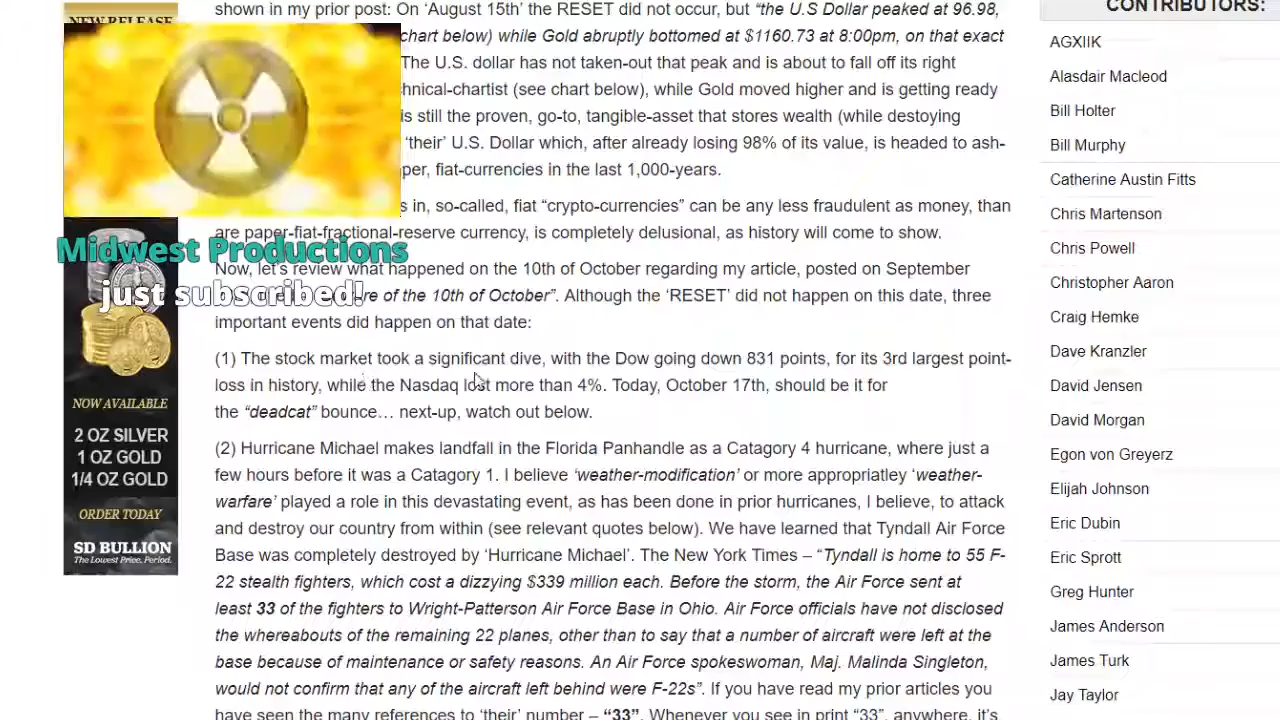 shown in my prior post: On ‘August 15th’ the RESET did not occur, but “the U.S Dollar peaked at 96.98,
chart below) while Gold abruptly bottomed at $1160.73 at 8:00pm, on that exact
The U.S. dollar has not taken-out that peak and is about to fall off its right
chnical-chartist (see chart below), while Gold moved higher and is getting ready
is still the proven, go-to, tangible-asset that stores wealth (while destoying
‘their’ U.S. Dollar which, after already losing 98% of its value, is headed to ash-
per, fiat-currencies in the last 1,000-years.
s in, so-called, fiat “crypto-currencies” can be any less fraudulent as money, than
are paper-fiat-fractional-reserve currency, is completely delusional, as history will come to show.
Now, let’s review what happened on the 10th of October regarding my article, posted on September
re of the 10th of October”. Although the ‘RESET’ did not happen on this date, three
important events did happen on that date:
(1) The stock market took a significant dive, with the Dow going down 831 points, for its 3rd largest point-
loss in history, while the Nasdaq lost more than 4%. Today, October 17th, should be it for
the “deadcat” bounce… next-up, watch out below.
(2) Hurricane Michael makes landfall in the Florida Panhandle as a Catagory 4 hurricane, where just a
few hours before it was a Catagory 1. I believe ‘weather-modification’ or more appropriatley ‘weather-
warfare’ played a role in this devastating event, as has been done in prior hurricanes, I believe, to attack
and destroy our country from within (see relevant quotes below). We have learned that Tyndall Air Force
Base was completely destroyed by ‘Hurricane Michael’. The New York Times – “Tyndall is home to 55 F-
22 stealth fighters, which cost a dizzying $339 million each. Before the storm, the Air Force sent at
least 33 of the fighters to Wright-Patterson Air Force Base in Ohio. Air Force officials have not disclosed
the whereabouts of the remaining 22 planes, other than to say that a number of aircraft were left at the
base because of maintenance or safety reasons. An Air Force spokeswoman, Maj. Malinda Singleton,
would not confirm that any of the aircraft left behind were F-22s”. If you have read my prior articles you
have seen the many references to ‘their’ number – “33”. Whenever you see in print “33”, anywhere, it’s
NEW RELEASE
Midwest Productions
just subscribed!
NOW AVAILABLE
2 OZ SILVER
1 OZ GOLD
1/4 OZ GOLD
ORDER TODAY
SD BULLION
The Lowest Price, Period.
CONTRIBUTORS:
AGXIIK
Alasdair Macleod
Bill Holter
Bill Murphy
Catherine Austin Fitts
Chris Martenson
Chris Powell
Christopher Aaron
Craig Hemke
Dave Kranzler
David Jensen
David Morgan
Egon von Greyerz
Elijah Johnson
Eric Dubin
Eric Sprott
Greg Hunter
James Anderson
James Turk
Jay Taylor